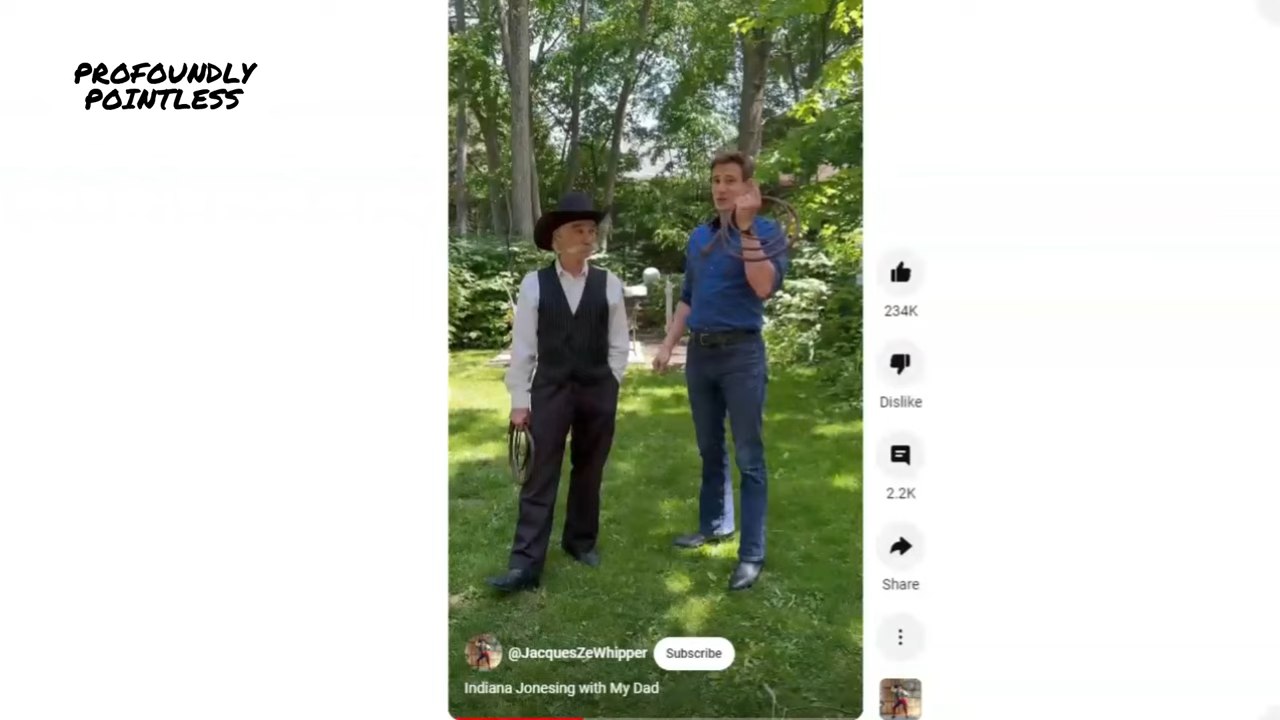 PROFOUNDLY
POINTLESS
234K
Dislike
2.2K
Share
@JacquesZeWhipper
Subscribe
Indiana Jonesing with My Dad